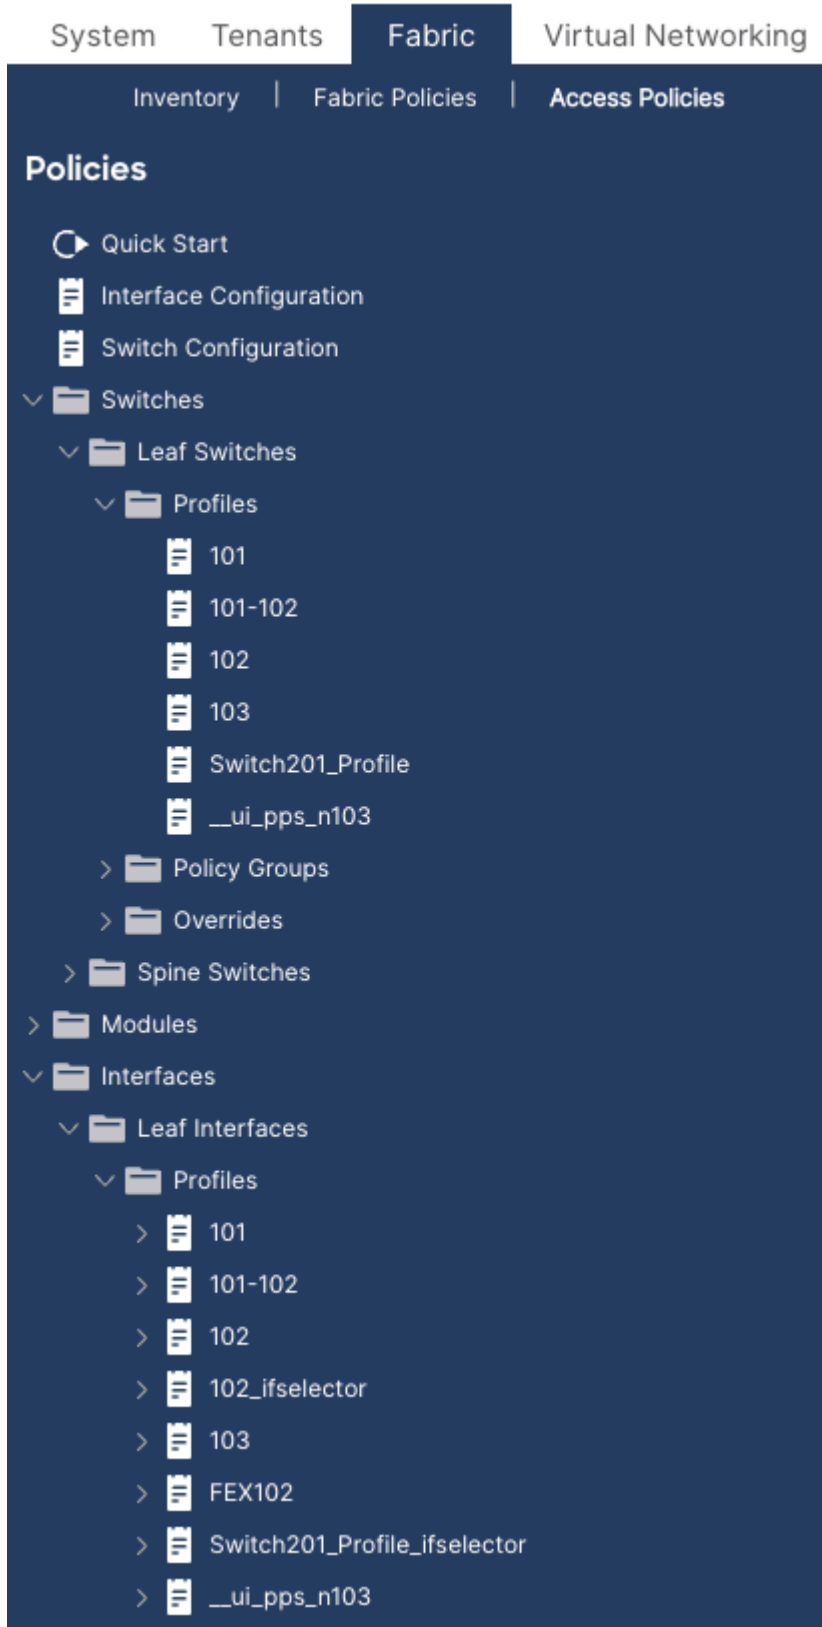 System Tenants Fabric Virtual Networking
Inventory | Fabric Policies | Access Policies
Policies
Quick Start
Interface Configuration
Switch Configuration
Switches
Leaf Switches
Profiles
101
101-102
102
103
Switch201_Profile
__ui_pps_n103
Policy Groups
Overrides
Spine Switches
Modules
Interfaces
Leaf Interfaces
Profiles
101
101-102
102
102_ifselector
103
FEX102
Switch201_Profile_ifselector
__ui_pps_n103